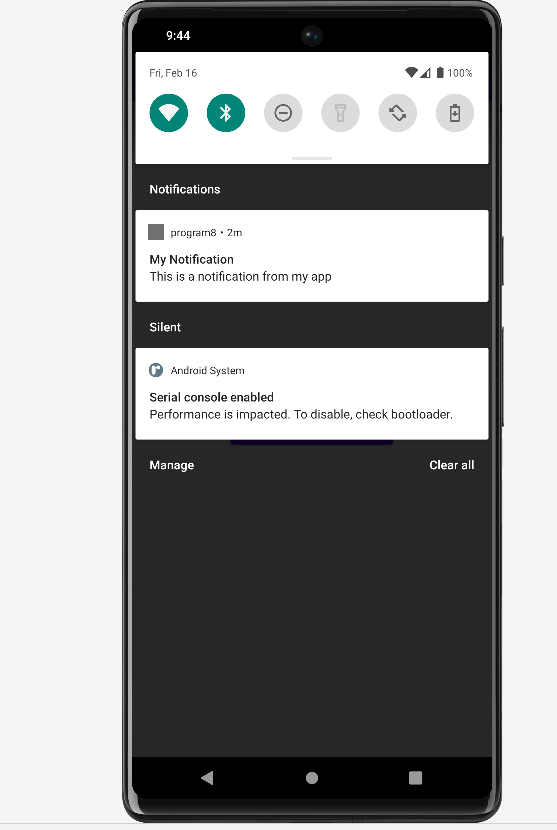 9:44
Fri, Feb 16 100%
Notifications
program8 • 2m
My Notification
This is a notification from my app
Silent
Android System
Serial console enabled
Performance is impacted. To disable, check bootloader.
Manage Clear all